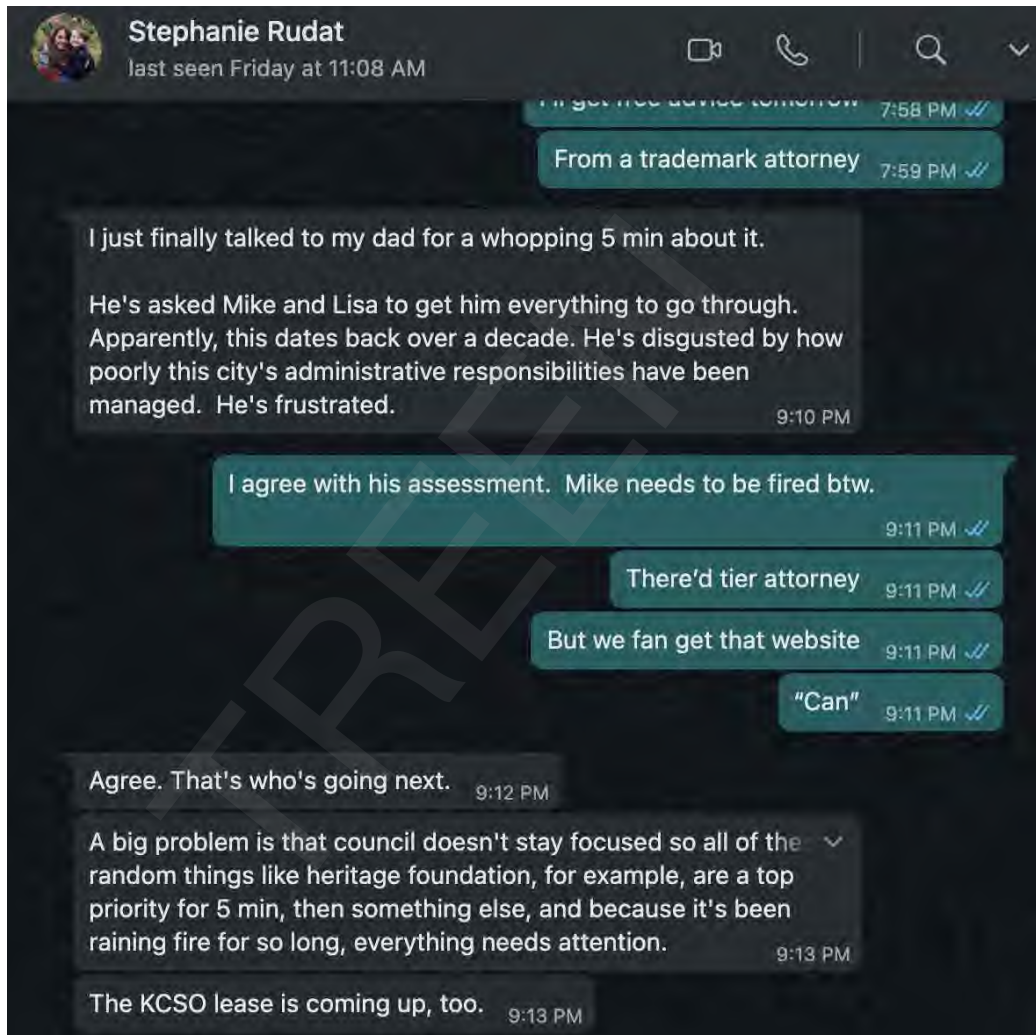 Stephanie Rudat
last seen Friday at 11:08 AM
I'll get free advice tomorrow 7:58 PM
From a trademark attorney 7:59 PM
I just finally talked to my dad for a whopping 5 min about it.
He's asked Mike and Lisa to get him everything to go through.
Apparently, this dates back over a decade. He's disgusted by how
poorly this city's administrative responsibilities have been
managed.  He's frustrated.
9:10 PM
I agree with his assessment.  Mike needs to be fired btw.
9:11 PM
There'd tier attorney 9:11 PM
But we fan get that website 9:11 PM
"Can" 9:11 PM
Agree. That's who's going next. 9:12 PM
A big problem is that council doesn't stay focused so all of the
random things like heritage foundation, for example, are a top
priority for 5 min, then something else, and because it's been
raining fire for so long, everything needs attention.
9:13 PM
The KCSO lease is coming up, too. 9:13 PM